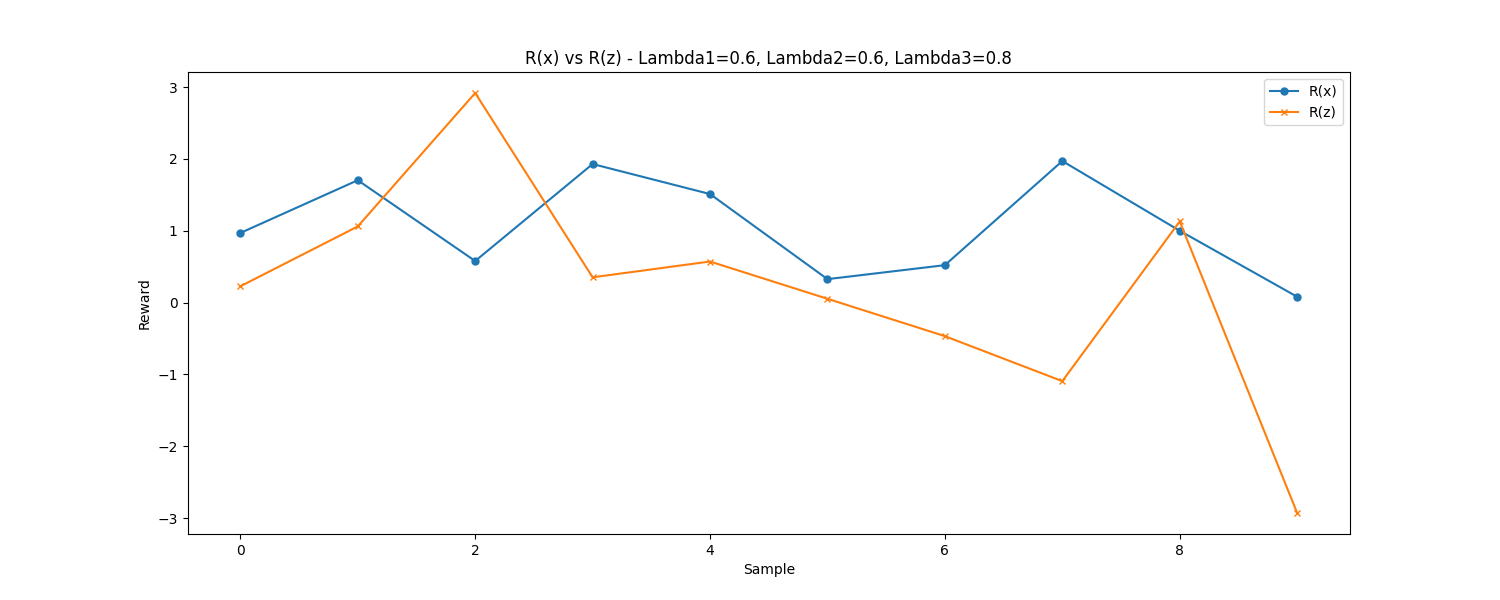 R(x) vs R(z) - Lambda1=0.6, Lambda2=0.6, Lambda3=0.8
R(x)
R(z)
3
2
1
0
−1
−2
−3
Reward
0 2 4 6 8
Sample